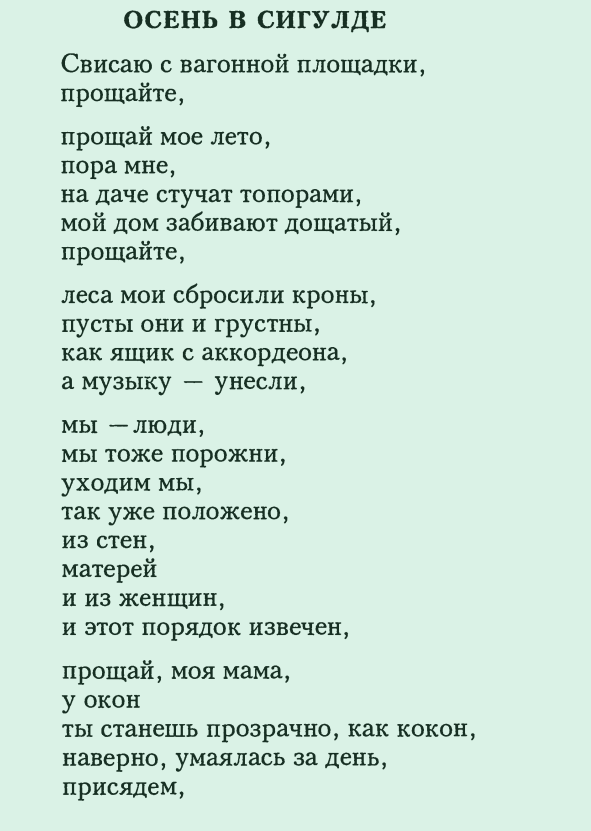 ОСЕНЬ В СИГУЛДЕ
Свисаю с вагонной площадки,
прощайте,
прощай мое лето,
пора мне,
на даче стучат топорами,
мой дом забивают дощатый,
прощайте,
леса мои сбросили кроны,
пусты они и грустны,
как ящик с аккордеона,
а музыку — унесли,
мы — люди,
мы тоже порожни,
уходим мы,
так уже положено,
из стен,
матерей
и из женщин,
и этот порядок извечен,
прощай, моя мама,
у окон
ты станешь прозрачно, как кокон,
наверно, умаялась за день,
присядем,